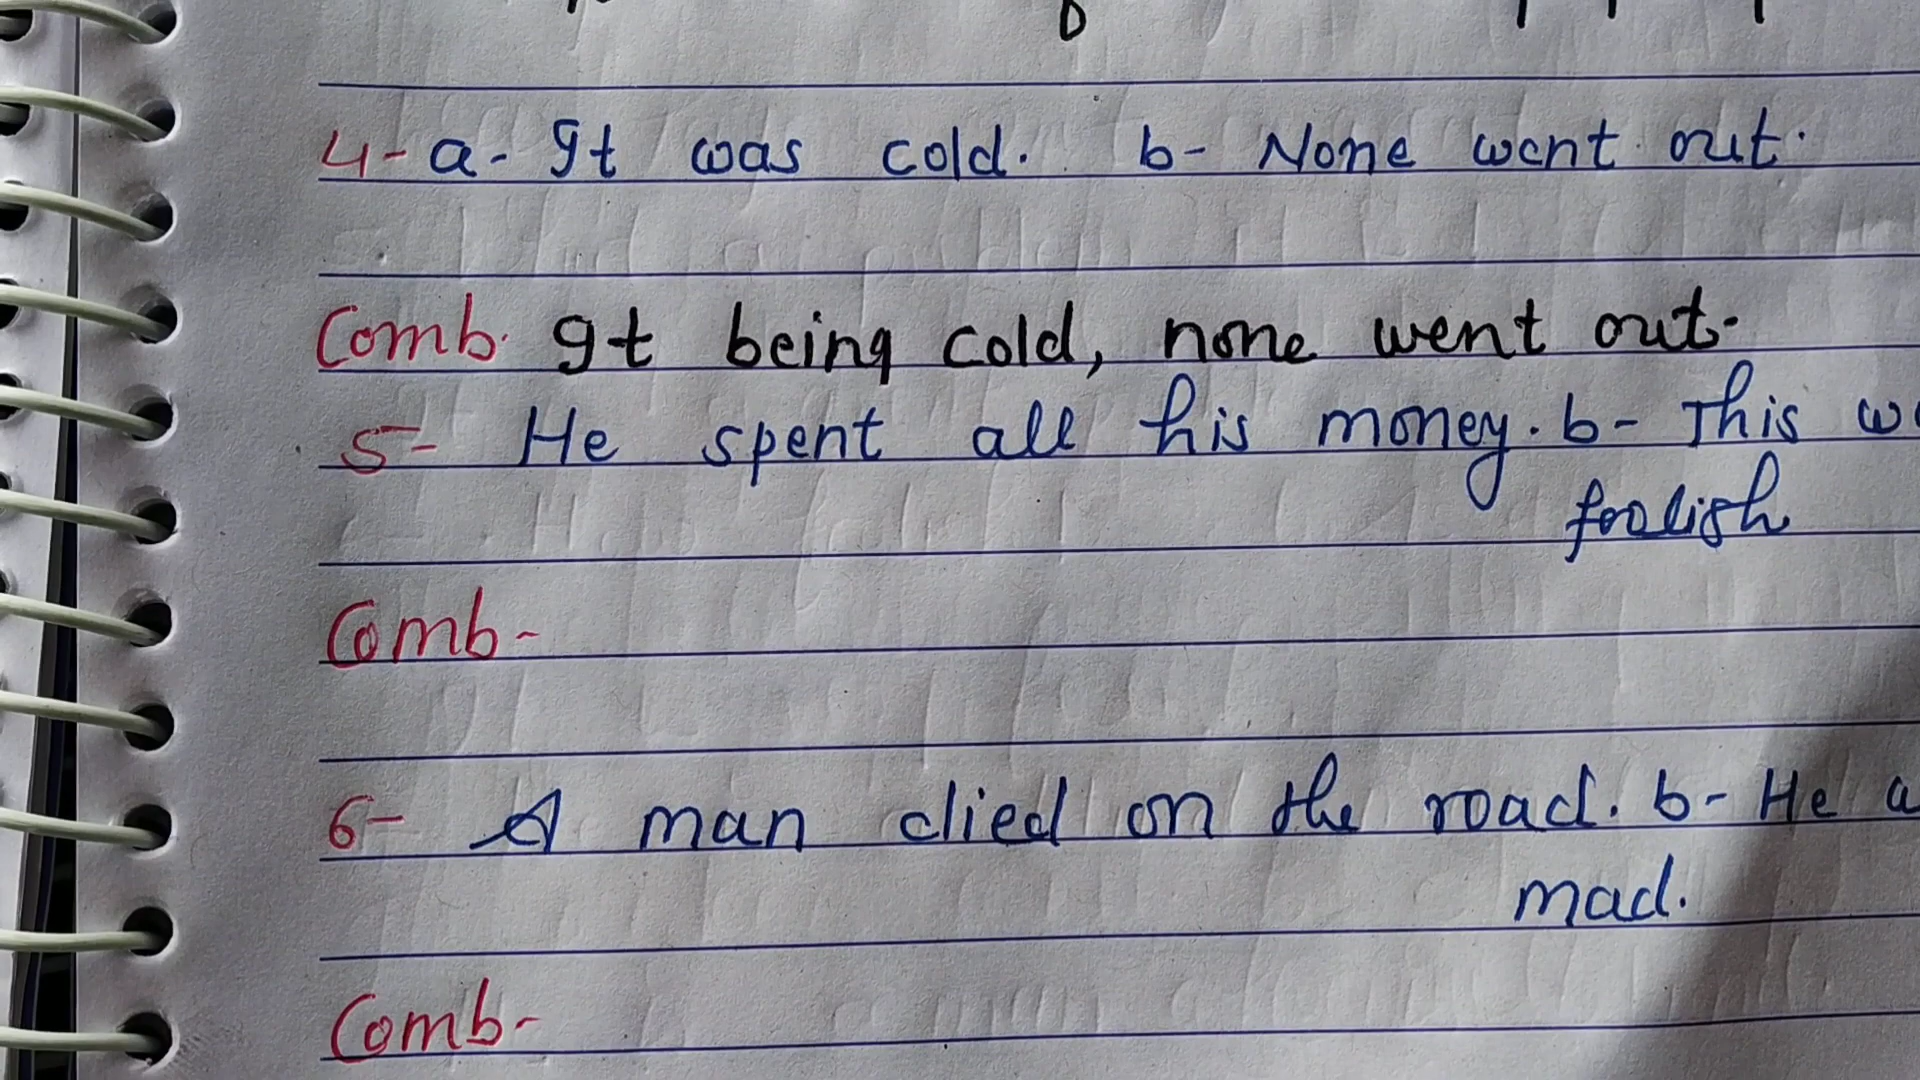 4- a- It was cold. b- None went out.
Comb. It being cold, none went out.
5- He spent all his money. b- This
foolish
Comb-
6- A man died on the road. b- He
mad.
Comb-